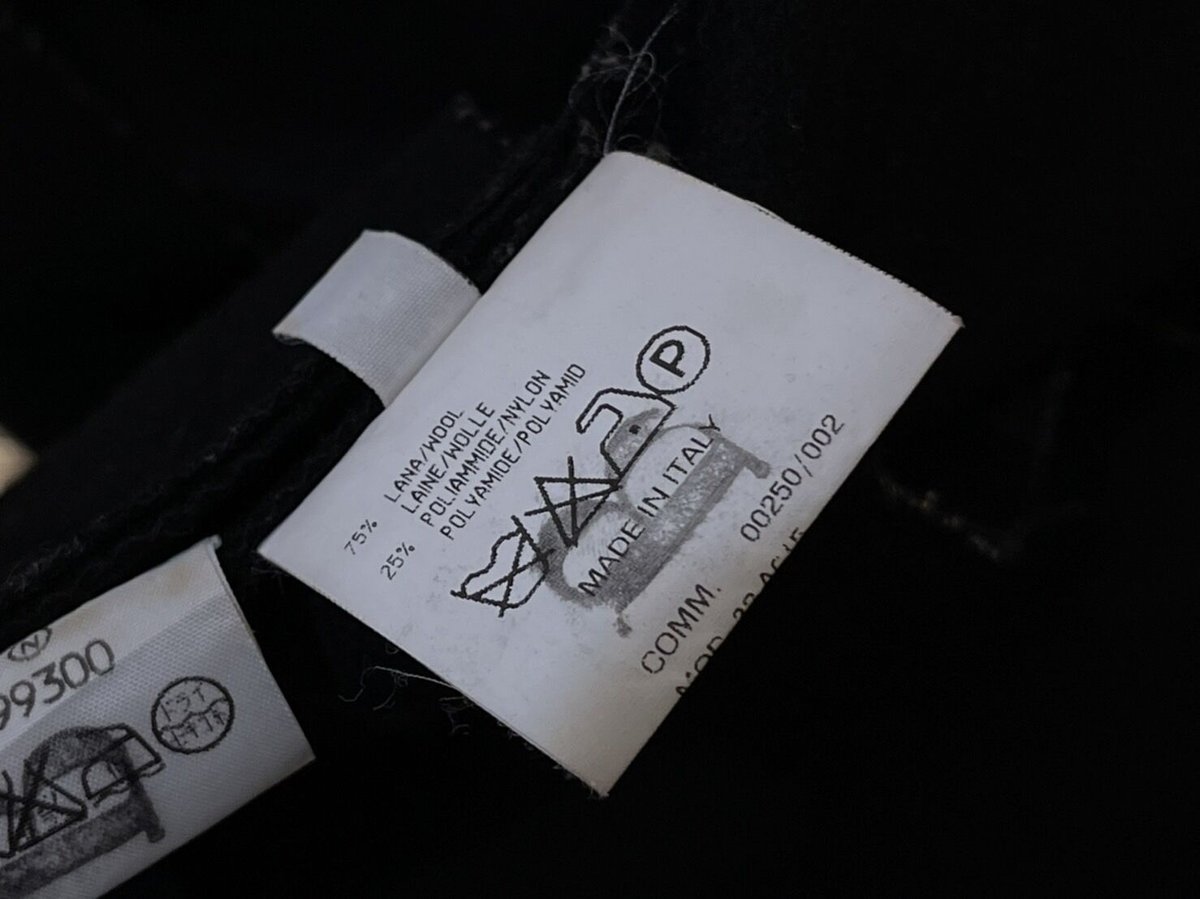 75% LANA/WOOL
LAINE/WOLLE
25% POLIAMMIDE/NYLON
POLYAMIDE/POLYAMID
P
MADE IN ITALY
COMM. 00250/002
N
99300